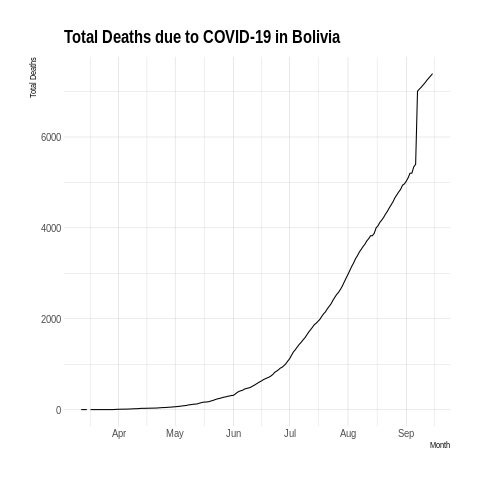 Total Deaths due to COVID-19 in Bolivia
Total Deaths
6000
4000
2000
0
Apr May Jun Jul Aug Sep
Month